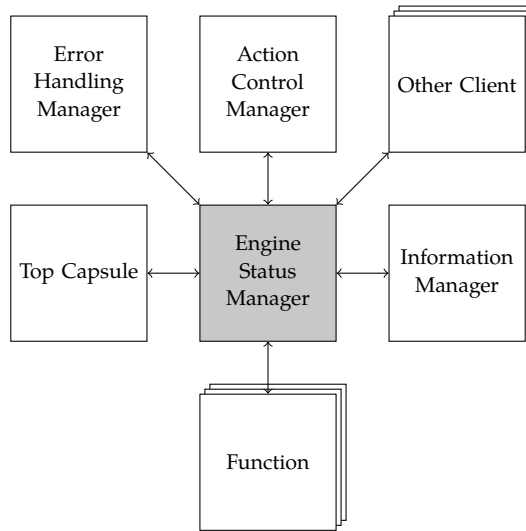 Error
Handling
Manager
Action
Control
Manager
Other Client
Top Capsule
Engine
Status
Manager
Information
Manager
Function